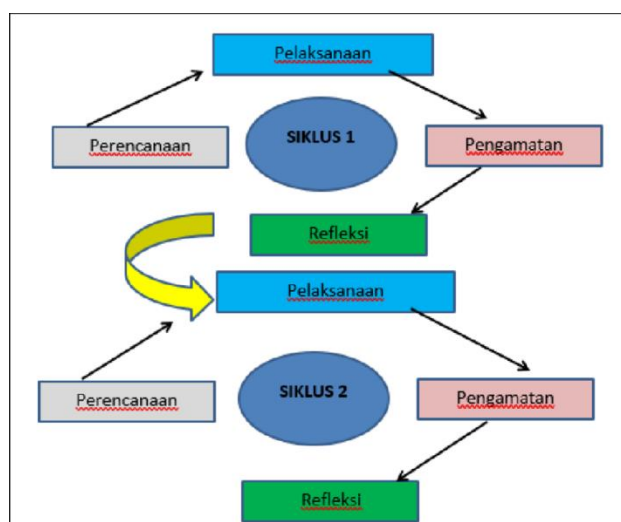 Pelaksanaan
Perencanaan
SIKLUS 1
Pengamatan
Refleksi
Pelaksanaan
Perencanaan
SIKLUS 2
Pengamatan
Refleksi